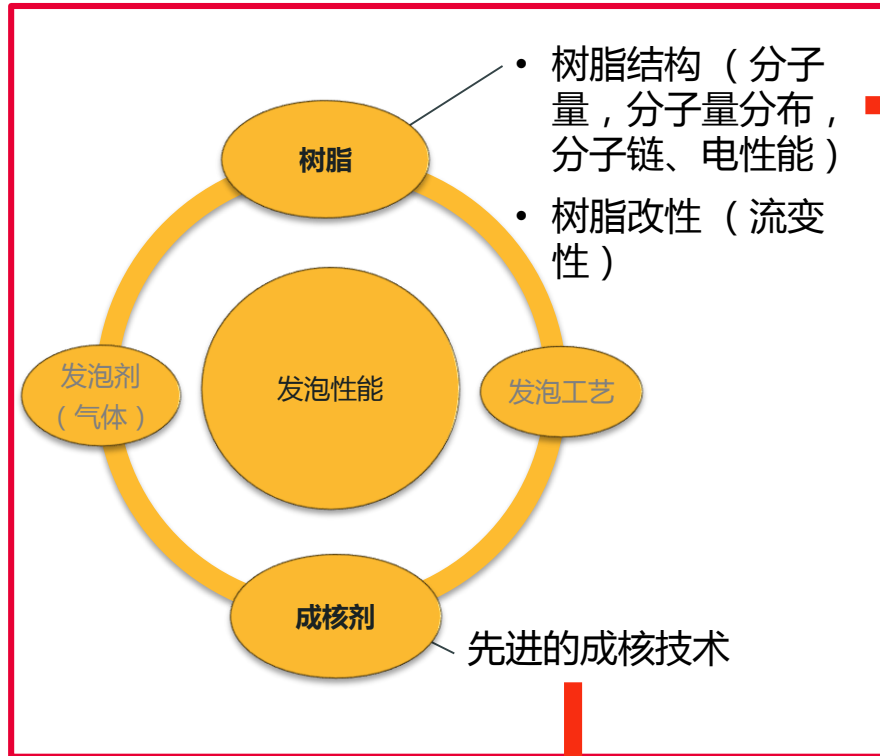 • 树脂结构 （分子
量，分子量分布，
分子链、电性能）
• 树脂改性 （流变
性）
树脂
发泡剂
（气体）
发泡性能
发泡工艺
成核剂
先进的成核技术